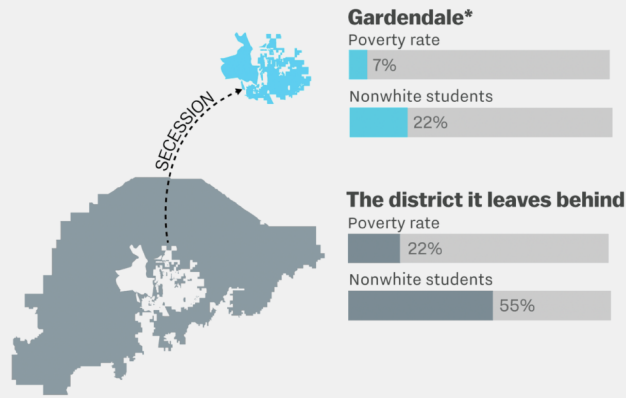 Gardendale*
Poverty rate
7%
Nonwhite students
22%
SECESSION
The district it leaves behind
Poverty rate
22%
Nonwhite students
55%